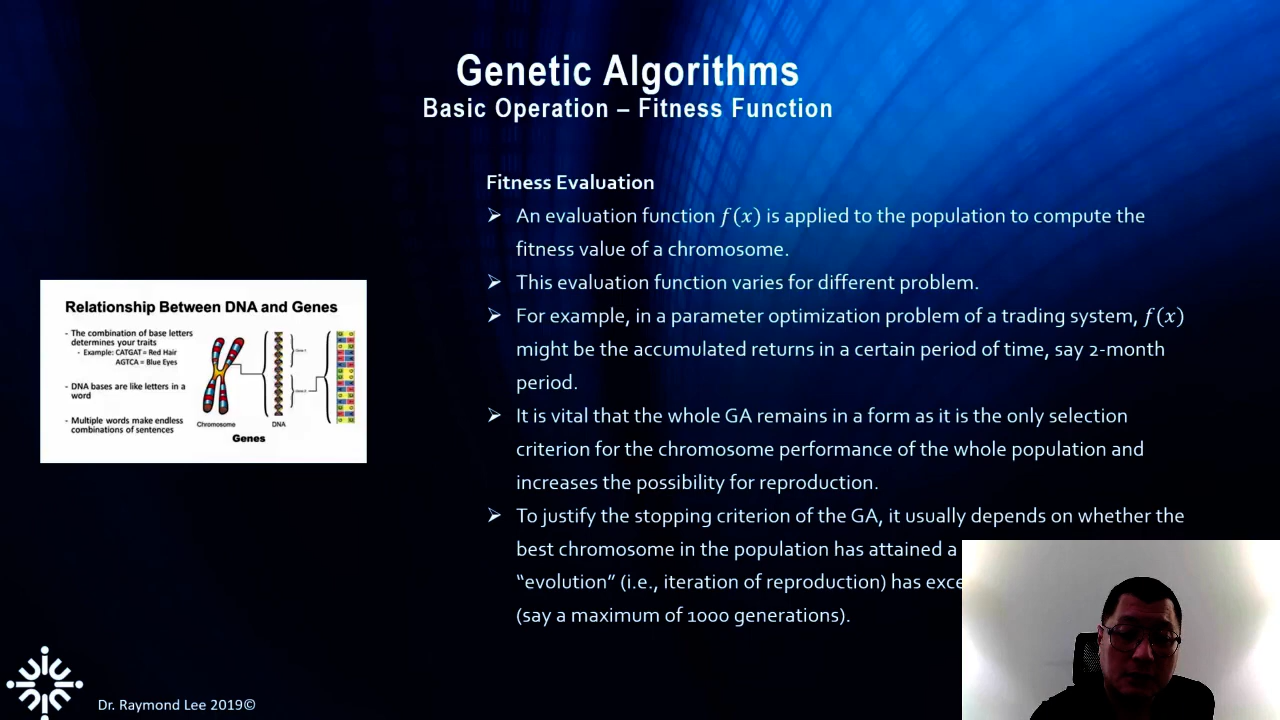 Genetic Algorithms
Basic Operation – Fitness Function
Fitness Evaluation
➢ An evaluation function f(x) is applied to the population to compute the
fitness value of a chromosome.
➢ This evaluation function varies for different problem.
➢ For example, in a parameter optimization problem of a trading system, f(x)
might be the accumulated returns in a certain period of time, say 2-month
period.
➢ It is vital that the whole GA remains in a form as it is the only selection
criterion for the chromosome performance of the whole population and
increases the possibility for reproduction.
➢ To justify the stopping criterion of the GA, it usually depends on whether the
best chromosome in the population has attained a
“evolution” (i.e., iteration of reproduction) has
(say a maximum of 1000 generations).
Relationship Between DNA and Genes
- The combination of base letters
determines your traits
- Example: CATGAT = Red Hair
AGTCA = Blue Eyes
- DNA bases are like letters in a
word
- Multiple words make endless
combinations of sentences
Chromosome
DNA
Genes
Dr. Raymond Lee 2019©